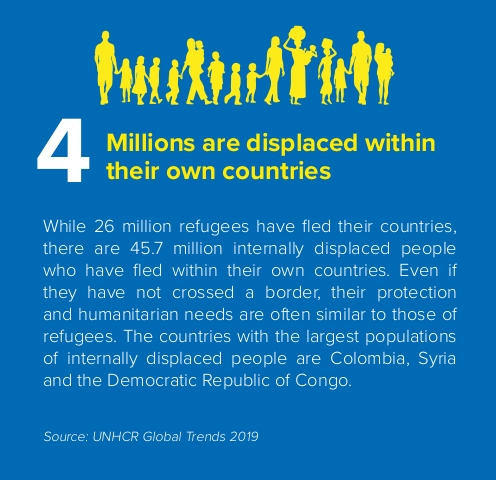 4
Millions are displaced within
their own countries
While 26 million refugees have fled their countries,
there are 45.7 million internally displaced people
who have fled within their own countries. Even if
they have not crossed a border, their protection
and humanitarian needs are often similar to those of
refugees. The countries with the largest populations
of internally displaced people are Colombia, Syria
and the Democratic Republic of Congo.
Source: UNHCR Global Trends 2019